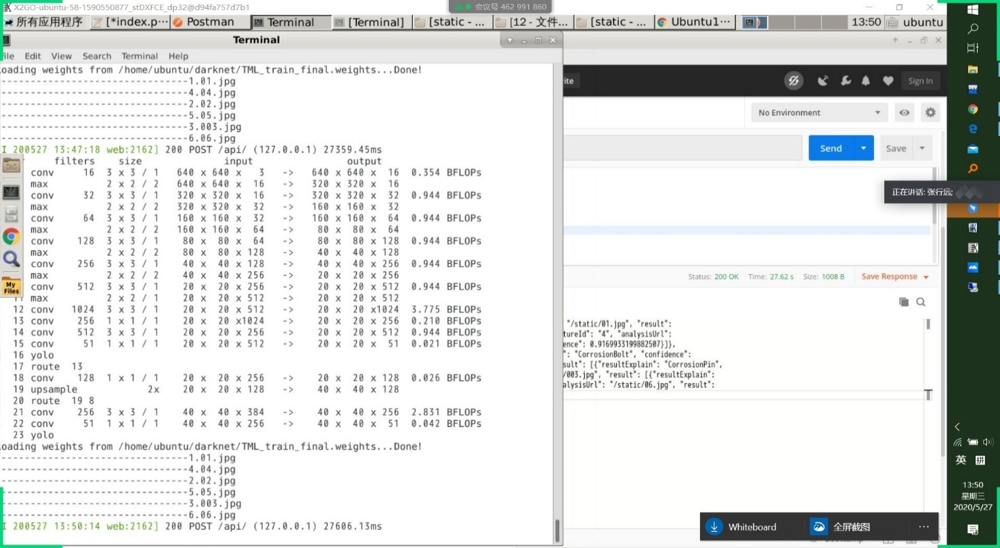 X2GO-ubuntu-58-1590550877_stDXFCE_dp32@d94fa757d7b1
会议号 462 991 860
所有应用程序
[*index.p···
Postman
Terminal
[Terminal]
[static - ...
[12 - 文件...
[static - ...
Ubuntu1···
13:50
ubuntu
Terminal
ile Edit View Search Terminal Help
oading weights from /home/ubuntu/darknet/TML_train_final.weights...Done!
----------------------------------1.01.jpg
----------------------------------4.04.jpg
----------------------------------2.02.jpg
----------------------------------5.05.jpg
----------------------------------3.003.jpg
----------------------------------6.06.jpg
I 200527 13:47:18 web:2162] 200 POST /api/ (127.0.0.1) 27359.45ms
filters size input output
conv 16 3 x 3 / 1 640 x 640 x 3 -> 640 x 640 x 16 0.354 BFLOPs
max 2 x 2 / 2 640 x 640 x 16 -> 320 x 320 x 16
conv 32 3 x 3 / 1 320 x 320 x 16 -> 320 x 320 x 32 0.944 BFLOPs
max 2 x 2 / 2 320 x 320 x 32 -> 160 x 160 x 32
conv 64 3 x 3 / 1 160 x 160 x 32 -> 160 x 160 x 64 0.944 BFLOPs
max 2 x 2 / 2 160 x 160 x 64 -> 80 x 80 x 64
conv 128 3 x 3 / 1 80 x 80 x 64 -> 80 x 80 x 128 0.944 BFLOPs
max 2 x 2 / 2 80 x 80 x 128 -> 40 x 40 x 128
conv 256 3 x 3 / 1 40 x 40 x 128 -> 40 x 40 x 256 0.944 BFLOPs
max 2 x 2 / 2 40 x 40 x 256 -> 20 x 20 x 256
conv 512 3 x 3 / 1 20 x 20 x 256 -> 20 x 20 x 512 0.944 BFLOPs
11 max 2 x 2 / 1 20 x 20 x 512 -> 20 x 20 x 512
12 conv 1024 3 x 3 / 1 20 x 20 x 512 -> 20 x 20 x1024 3.775 BFLOPs
13 conv 256 1 x 1 / 1 20 x 20 x1024 -> 20 x 20 x 256 0.210 BFLOPs
14 conv 512 3 x 3 / 1 20 x 20 x 256 -> 20 x 20 x 512 0.944 BFLOPs
15 conv 51 1 x 1 / 1 20 x 20 x 512 -> 20 x 20 x 51 0.021 BFLOPs
16 yolo
17 route 13
18 conv 128 1 x 1 / 1 20 x 20 x 256 -> 20 x 20 x 128 0.026 BFLOPs
19 upsample 2x 20 x 20 x 128 -> 40 x 40 x 128
20 route 19 8
21 conv 256 3 x 3 / 1 40 x 40 x 384 -> 40 x 40 x 256 2.831 BFLOPs
22 conv 51 1 x 1 / 1 40 x 40 x 256 -> 40 x 40 x 51 0.042 BFLOPs
23 yolo
oading weights from /home/ubuntu/darknet/TML_train_final.weights...Done!
----------------------------------1.01.jpg
----------------------------------4.04.jpg
----------------------------------2.02.jpg
----------------------------------5.05.jpg
----------------------------------3.003.jpg
----------------------------------6.06.jpg
I 200527 13:50:14 web:2162] 200 POST /api/ (127.0.0.1) 27606.13ms
My Files
ite
Sign In
No Environment
Send
Save
正在讲话: 张行远;
Status: 200 OK Time: 27.62 s Size: 1008 B Save Response
"/static/01.jpg", "result":
tureId": "4", "analysisUrl":
ence": 0.9169933199882507}]},
": "CorrosionBolt", "confidence":
sult": [{"resultExplain": "CorrosionPin",
/003.jpg", "result": [{"resultExplain":
alysisUrl": "/static/06.jpg", "result":
Whiteboard
全屏截图
···
英 拼
13:50
星期三
2020/5/27